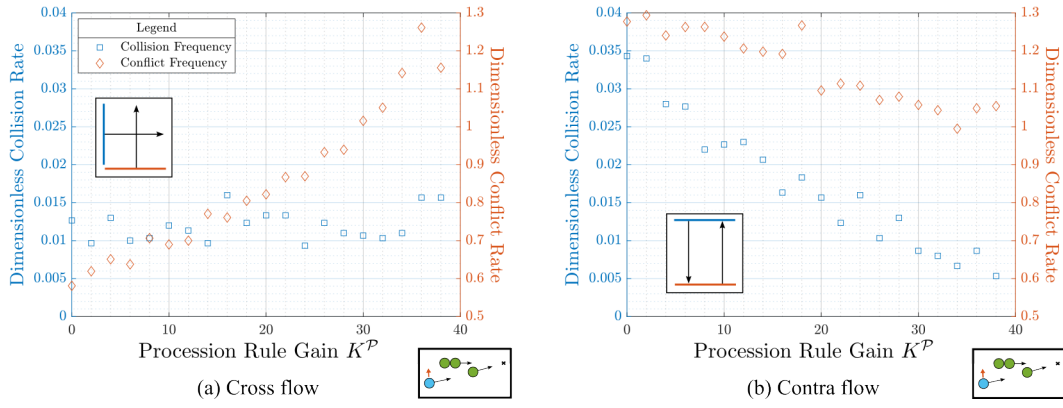 Dimensionless Collision Rate
0.04
0.035
0.03
0.025
0.02
0.015
0.01
0.005
0
Legend
Collision Frequency
Conflict Frequency
1.3
1.2
1.1
1
0.9
0.8
0.7
0.6
0.5
Dimensionless Conflict Rate
0 10 20 30 40
Procession Rule Gain K^P
(a) Cross flow
Dimensionless Collision Rate
0.04
0.035
0.03
0.025
0.02
0.015
0.01
0.005
0
1.3
1.2
1.1
1
0.9
0.8
0.7
0.6
0.5
Dimensionless Conflict Rate
0 10 20 30 40
Procession Rule Gain K^P
(b) Contra flow